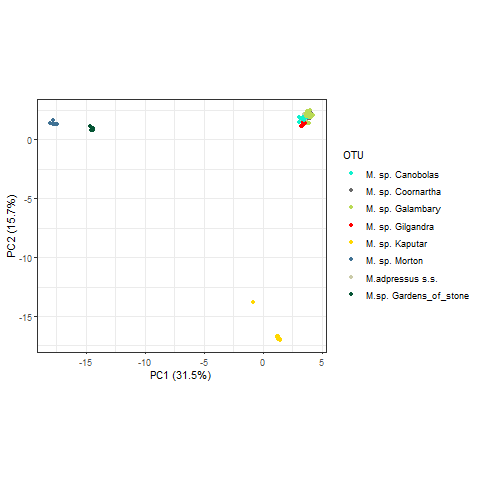 OTU
M. sp. Canobolas
M. sp. Coornartha
M. sp. Galambary
M. sp. Gilgandra
M. sp. Kaputar
M. sp. Morton
M.adpressus s.s.
M.sp. Gardens_of_stone
PC2 (15.7%)
0
-5
-10
-15
-15
-10
-5
0
5
PC1 (31.5%)